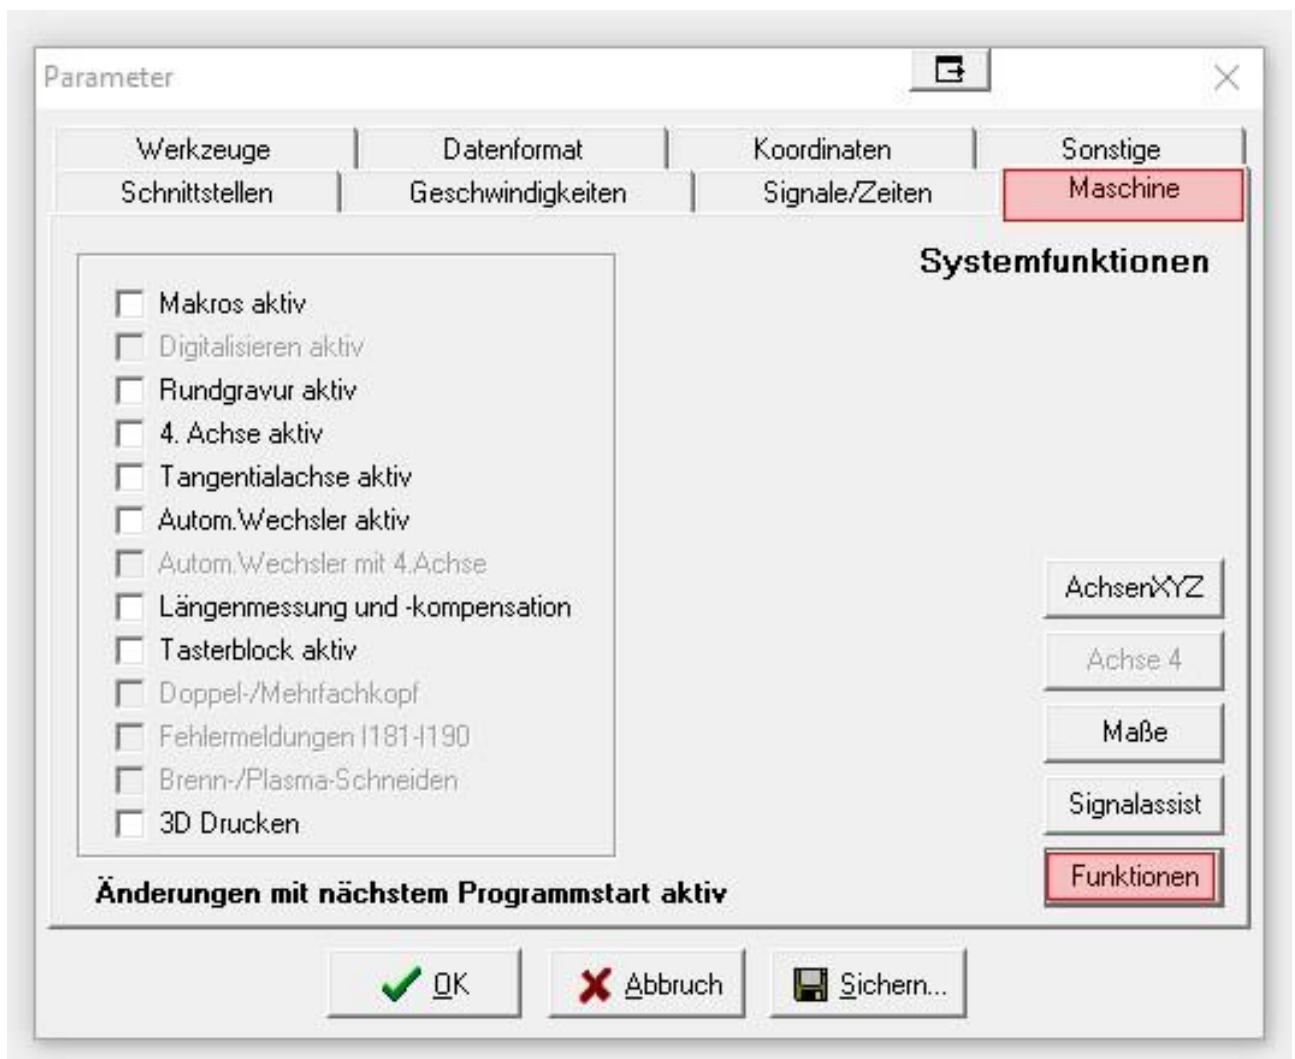 Parameter
Werkzeuge Datenformat Koordinaten Sonstige
Schnittstellen Geschwindigkeiten Signale/Zeiten Maschine
Systemfunktionen
Makros aktiv
Digitalisieren aktiv
Rundgravur aktiv
4. Achse aktiv
Tangentialachse aktiv
Autom.Wechsler aktiv
Autom.Wechsler mit 4.Achse
Längenmessung und -kompensation
Tasterblock aktiv
Doppel-/Mehrfachkopf
Fehlermeldungen I181-I190
Brenn-/Plasma-Schneiden
3D Drucken
AchsenXYZ
Achse 4
Maße
Signalassist
Funktionen
Änderungen mit nächstem Programmstart aktiv
OK Abbruch Sichern...